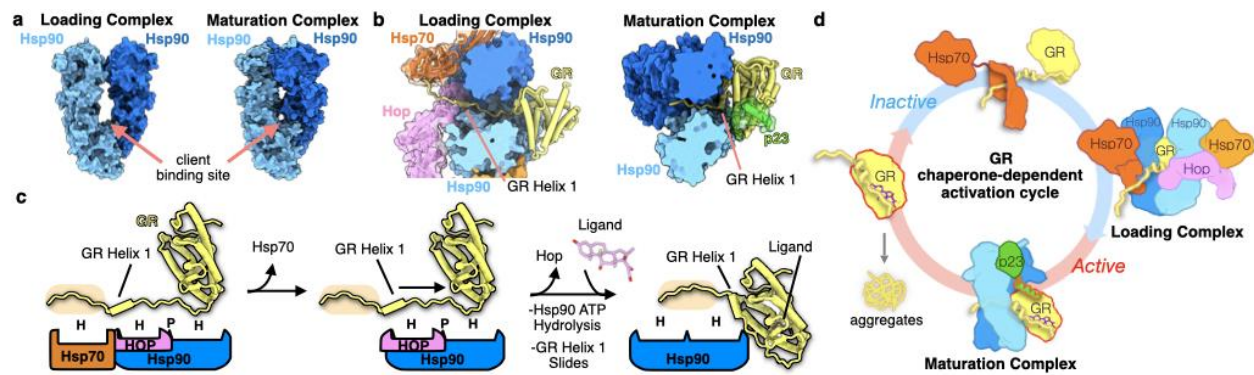 a
Loading Complex
Hsp90
Hsp90
Maturation Complex
Hsp90
Hsp90
client
binding site
b
Loading Complex
Hsp70
Hsp90
GR
Hop
Hsp90
GR Helix 1
Maturation Complex
Hsp90
GR
p23
Hsp90
GR Helix 1
c
GR
GR Helix 1
H H P H
Hsp70
HOP
Hsp90
Hsp70
GR Helix 1
H P H
HOP
Hsp90
Ligand
Hop
-Hsp90 ATP
Hydrolysis
-GR Helix 1
Slides
GR Helix 1
Ligand
H H
Hsp90
d
Hsp70
GR
Inactive
GR
chaperone-dependent
activation cycle
Hsp90
Hsp90
Hsp70
GR
Hsp70
Hop
Loading Complex
Active
GR
aggregates
p23
GR
Maturation Complex